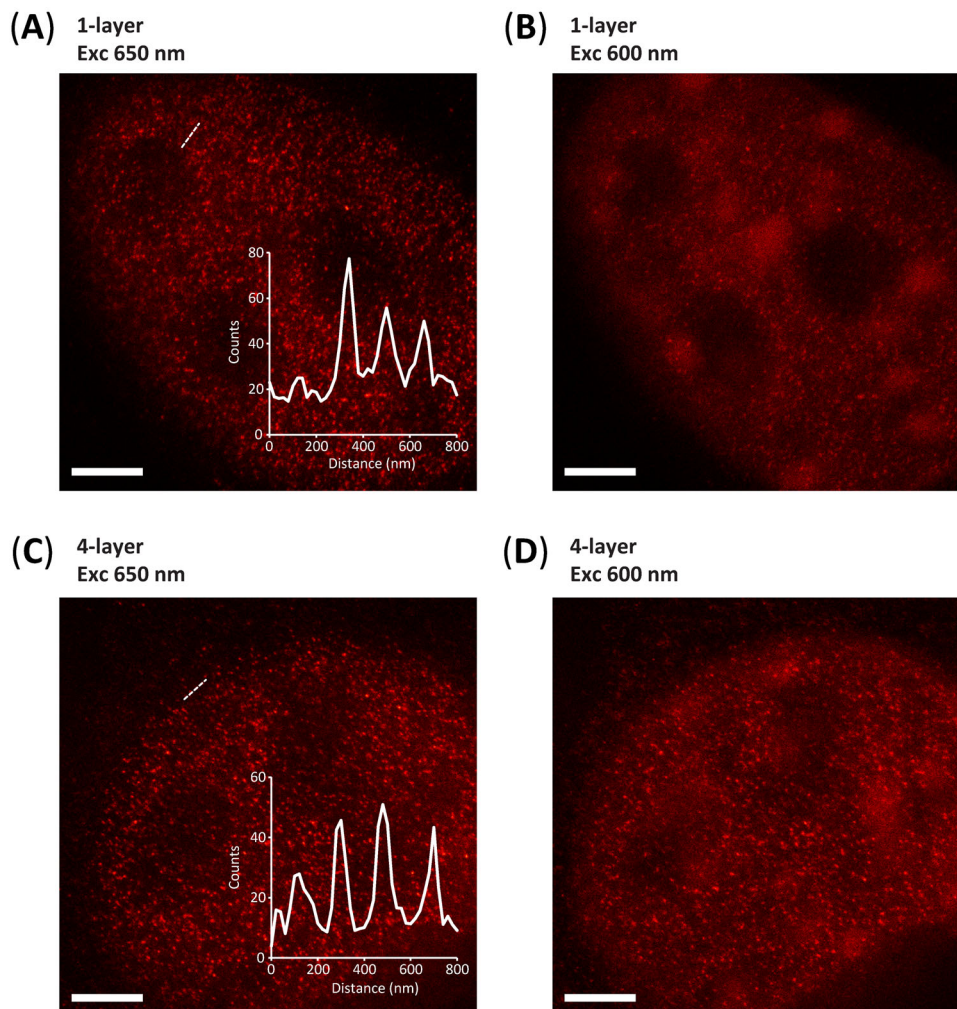 (A) 1-layer
Exc 650 nm
(B) 1-layer
Exc 600 nm
80
60
40
20
0
Counts
0 200 400 600 800
Distance (nm)
(C) 4-layer
Exc 650 nm
(D) 4-layer
Exc 600 nm
60
40
20
0
Counts
0 200 400 600 800
Distance (nm)